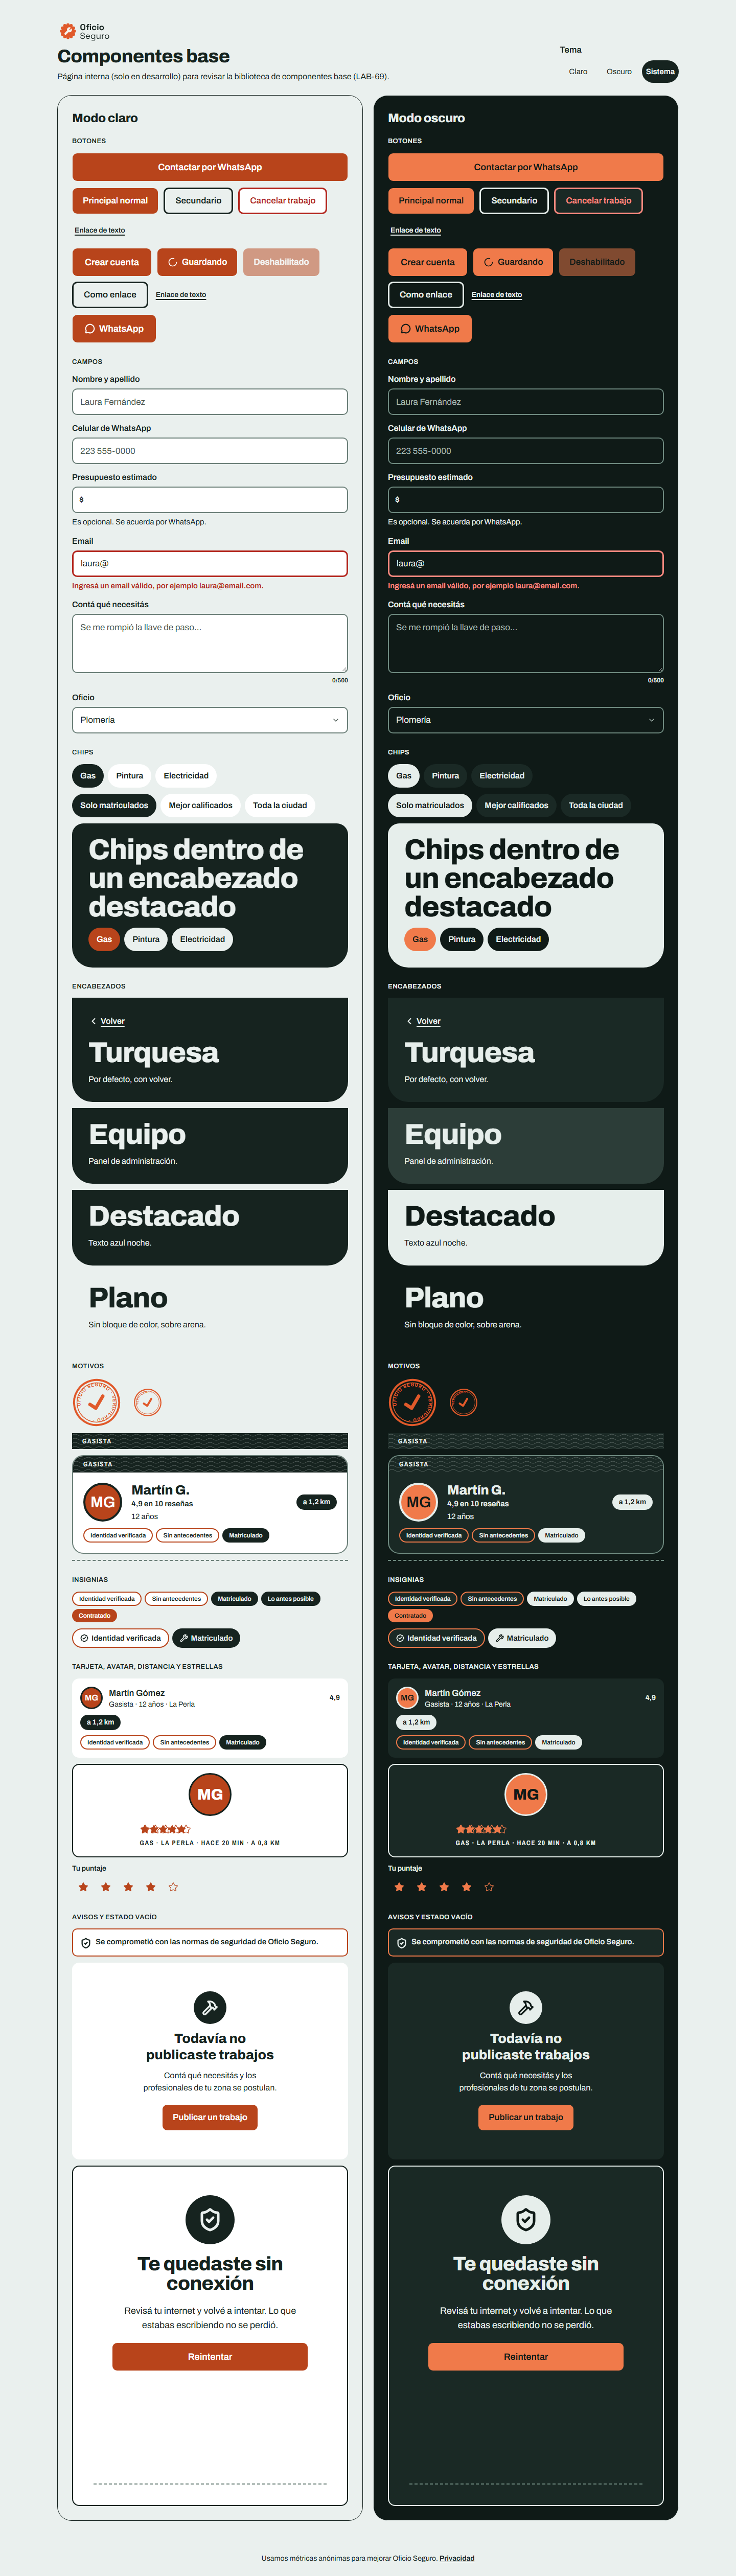 Oficio
Seguro
Componentes base
Página interna (solo en desarrollo) para revisar la biblioteca de componentes base (LAB-69).
Tema
Claro Oscuro Sistema
Modo claro
BOTONES
Contactar por WhatsApp
Principal normal Secundario Cancelar trabajo
Enlace de texto
Crear cuenta Guardando Deshabilitado
Como enlace Enlace de texto
WhatsApp
CAMPOS
Nombre y apellido
Laura Fernández
Celular de WhatsApp
223 555-0000
Presupuesto estimado
$
Es opcional. Se acuerda por WhatsApp.
Email
laura@
Ingresá un email válido, por ejemplo laura@email.com.
Contá qué necesitás
Se me rompió la llave de paso...
0/500
Oficio
Plomería
CHIPS
Gas Pintura Electricidad
Solo matriculados Mejor calificados Toda la ciudad
Chips dentro de
un encabezado
destacado
Gas Pintura Electricidad
ENCABEZADOS
Volver
Turquesa
Por defecto, con volver.
Equipo
Panel de administración.
Destacado
Texto azul noche.
Plano
Sin bloque de color, sobre arena.
MOTIVOS
GASISTA
GASISTA
MG
Martín G.
4,9 en 10 reseñas
12 años
a 1,2 km
Identidad verificada Sin antecedentes Matriculado
INSIGNIAS
Identidad verificada Sin antecedentes Matriculado Lo antes posible
Contratado
Identidad verificada Matriculado
TARJETA, AVATAR, DISTANCIA Y ESTRELLAS
MG
Martín Gómez
Gasista · 12 años · La Perla
4,9
a 1,2 km
Identidad verificada Sin antecedentes Matriculado
MG
GAS · LA PERLA · HACE 20 MIN · A 0,8 KM
Tu puntaje
AVISOS Y ESTADO VACÍO
Se comprometió con las normas de seguridad de Oficio Seguro.
Todavía no
publicaste trabajos
Contá qué necesitás y los
profesionales de tu zona se postulan.
Publicar un trabajo
Te quedaste sin
conexión
Revisá tu internet y volvé a intentar. Lo que
estabas escribiendo no se perdió.
Reintentar
Modo oscuro
BOTONES
Contactar por WhatsApp
Principal normal Secundario Cancelar trabajo
Enlace de texto
Crear cuenta Guardando Deshabilitado
Como enlace Enlace de texto
WhatsApp
CAMPOS
Nombre y apellido
Laura Fernández
Celular de WhatsApp
223 555-0000
Presupuesto estimado
$
Es opcional. Se acuerda por WhatsApp.
Email
laura@
Ingresá un email válido, por ejemplo laura@email.com.
Contá qué necesitás
Se me rompió la llave de paso...
0/500
Oficio
Plomería
CHIPS
Gas Pintura Electricidad
Solo matriculados Mejor calificados Toda la ciudad
Chips dentro de
un encabezado
destacado
Gas Pintura Electricidad
ENCABEZADOS
Volver
Turquesa
Por defecto, con volver.
Equipo
Panel de administración.
Destacado
Texto azul noche.
Plano
Sin bloque de color, sobre arena.
MOTIVOS
GASISTA
GASISTA
MG
Martín G.
4,9 en 10 reseñas
12 años
a 1,2 km
Identidad verificada Sin antecedentes Matriculado
INSIGNIAS
Identidad verificada Sin antecedentes Matriculado Lo antes posible
Contratado
Identidad verificada Matriculado
TARJETA, AVATAR, DISTANCIA Y ESTRELLAS
MG
Martín Gómez
Gasista · 12 años · La Perla
4,9
a 1,2 km
Identidad verificada Sin antecedentes Matriculado
MG
GAS · LA PERLA · HACE 20 MIN · A 0,8 KM
Tu puntaje
AVISOS Y ESTADO VACÍO
Se comprometió con las normas de seguridad de Oficio Seguro.
Todavía no
publicaste trabajos
Contá qué necesitás y los
profesionales de tu zona se postulan.
Publicar un trabajo
Te quedaste sin
conexión
Revisá tu internet y volvé a intentar. Lo que
estabas escribiendo no se perdió.
Reintentar
Usamos métricas anónimas para mejorar Oficio Seguro. Privacidad